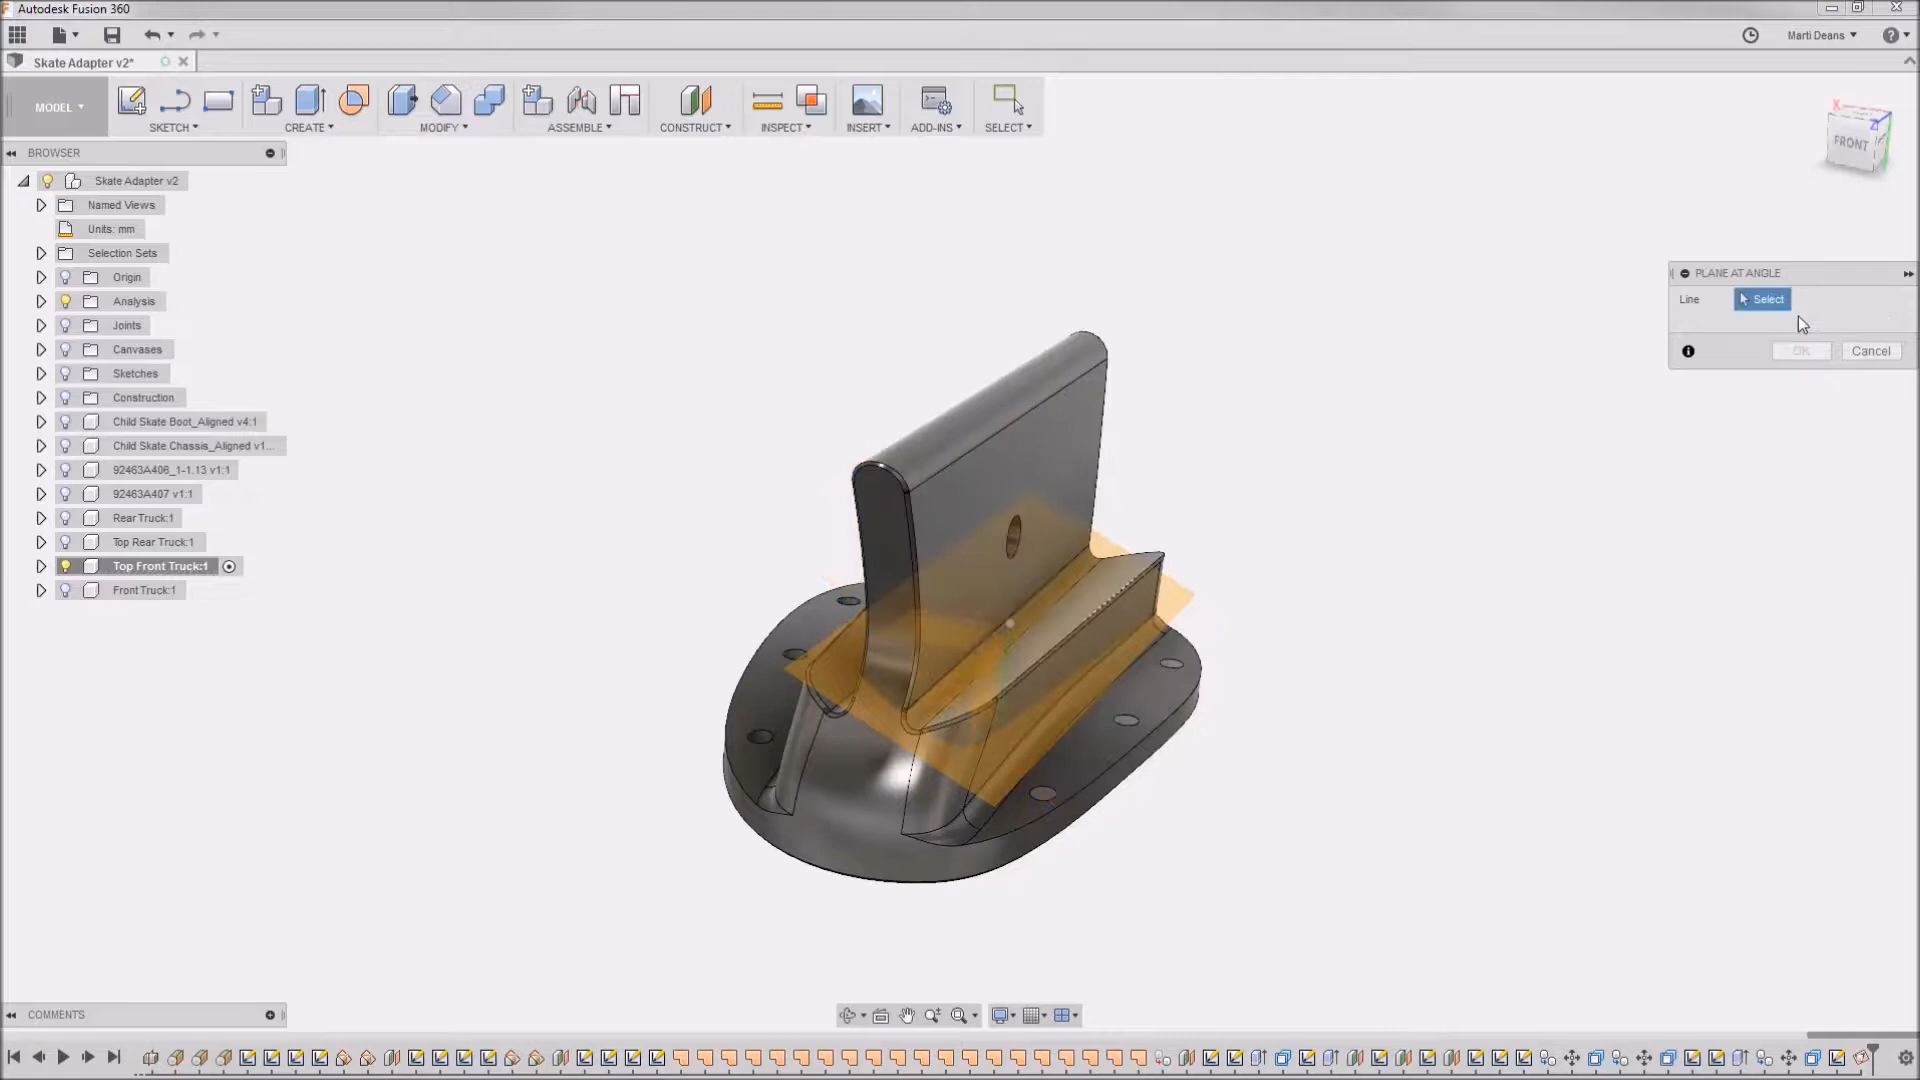 Autodesk Fusion 360
Marti Deans
Skate Adapter v2*
MODEL
SKETCH
CREATE
MODIFY
ASSEMBLE
CONSTRUCT
INSPECT
INSERT
ADD-INS
SELECT
X
Z
FRONT
BROWSER
Skate Adapter v2
Named Views
Units: mm
Selection Sets
Origin
Analysis
Joints
Canvases
Sketches
Construction
Child Skate Boot_Aligned v4:1
Child Skate Chassis_Aligned v1...
92463A406_1-1.13 v1:1
92463A407 v1:1
Rear Truck:1
Top Rear Truck:1
Top Front Truck:1
Front Truck:1
PLANE AT ANGLE
Line
Select
OK
Cancel
COMMENTS